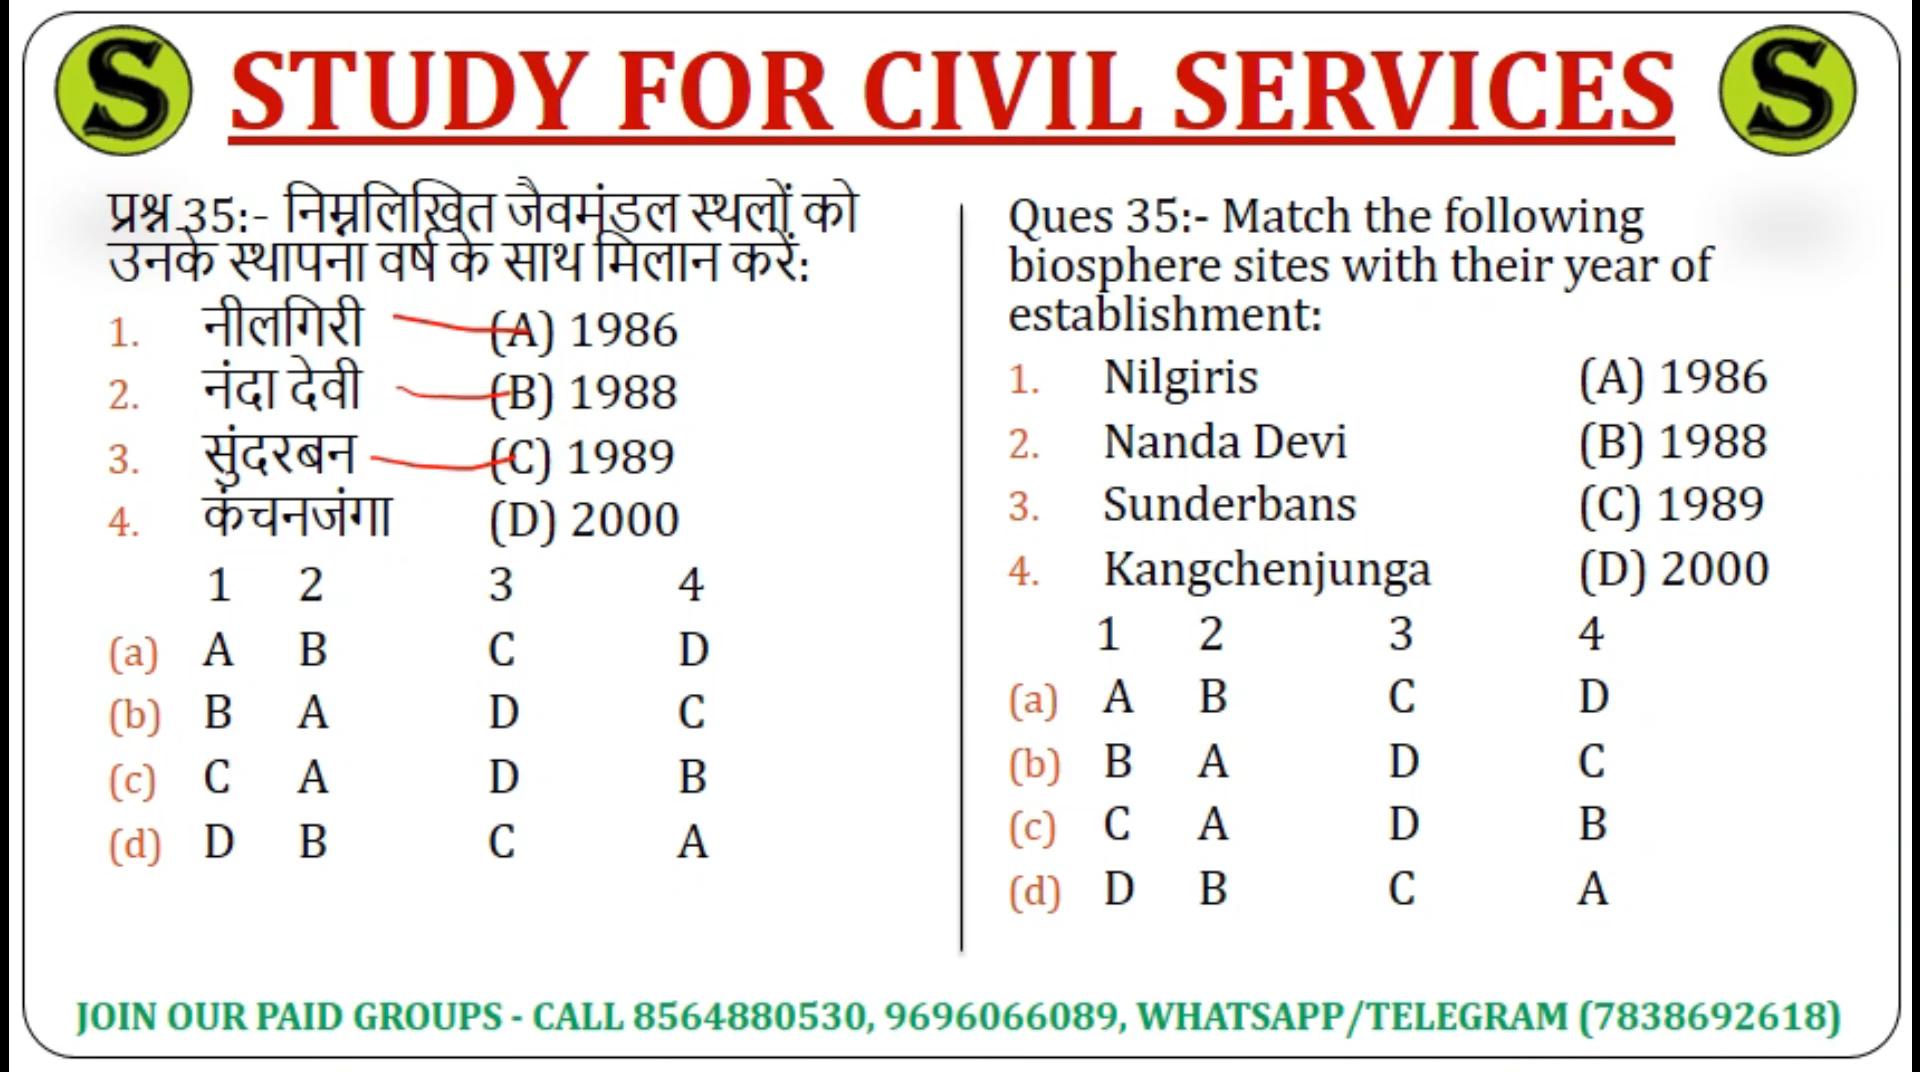 S STUDY FOR CIVIL SERVICES S
प्रश्न 35:- निम्नलिखित जैवमंडल स्थलों को
उनके स्थापना वर्ष के साथ मिलान करें:
1. नीलगिरी (A) 1986
2. नंदा देवी (B) 1988
3. सुंदरबन (C) 1989
4. कंचनजंगा (D) 2000
1 2 3 4
(a) A B C D
(b) B A D C
(c) C A D B
(d) D B C A
Ques 35:- Match the following
biosphere sites with their year of
establishment:
1. Nilgiris (A) 1986
2. Nanda Devi (B) 1988
3. Sunderbans (C) 1989
4. Kangchenjunga (D) 2000
1 2 3 4
(a) A B C D
(b) B A D C
(c) C A D B
(d) D B C A
JOIN OUR PAID GROUPS - CALL 8564880530, 9696066089, WHATSAPP/TELEGRAM (7838692618)